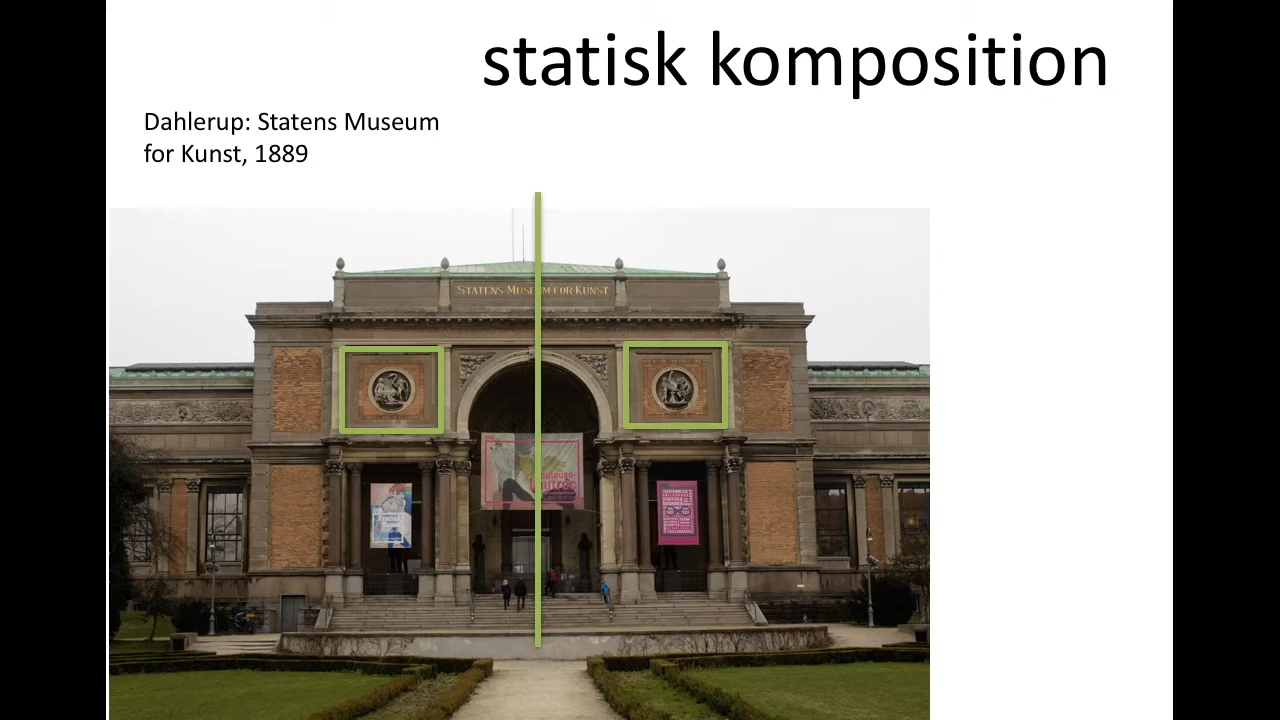 statisk komposition
Dahlerup: Statens Museum
for Kunst, 1889
STATENS·MUSEUM·FOR·KUNST